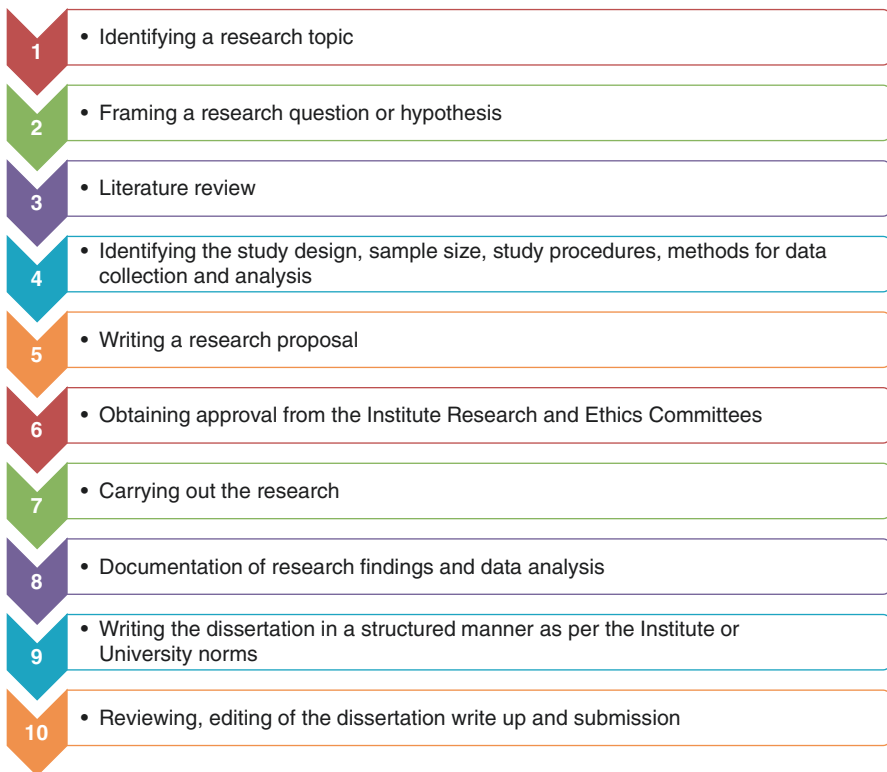 1
• Identifying a research topic
2
• Framing a research question or hypothesis
3
• Literature review
4
• Identifying the study design, sample size, study procedures, methods for data
collection and analysis
5
• Writing a research proposal
6
• Obtaining approval from the Institute Research and Ethics Committees
7
• Carrying out the research
8
• Documentation of research findings and data analysis
9
• Writing the dissertation in a structured manner as per the Institute or
University norms
10
• Reviewing, editing of the dissertation write up and submission